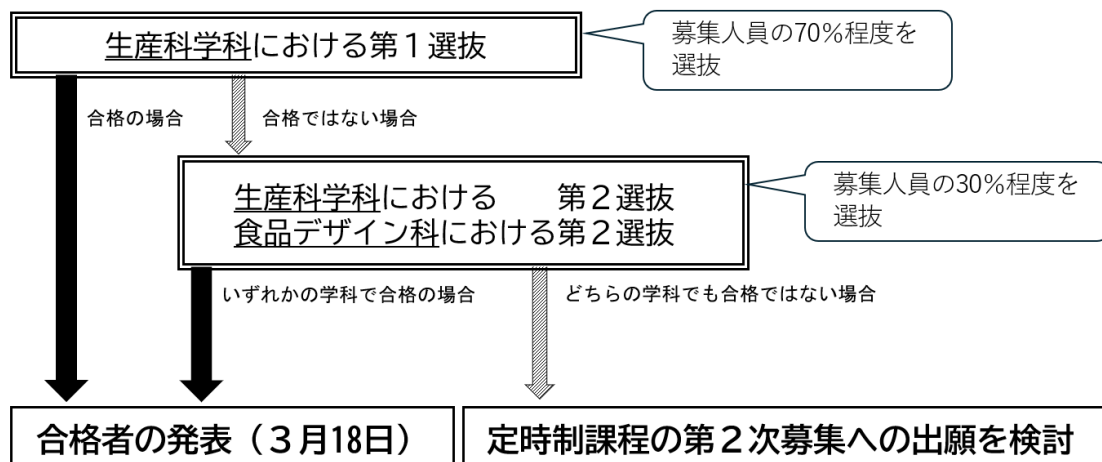 生産科学科における第１選抜
募集人員の70％程度を
選抜
合格の場合
合格ではない場合
生産科学科における　　第２選抜
食品デザイン科における第２選抜
募集人員の30％程度を
選抜
いずれかの学科で合格の場合
どちらの学科でも合格ではない場合
合格者の発表（３月18日）
定時制課程の第２次募集への出願を検討